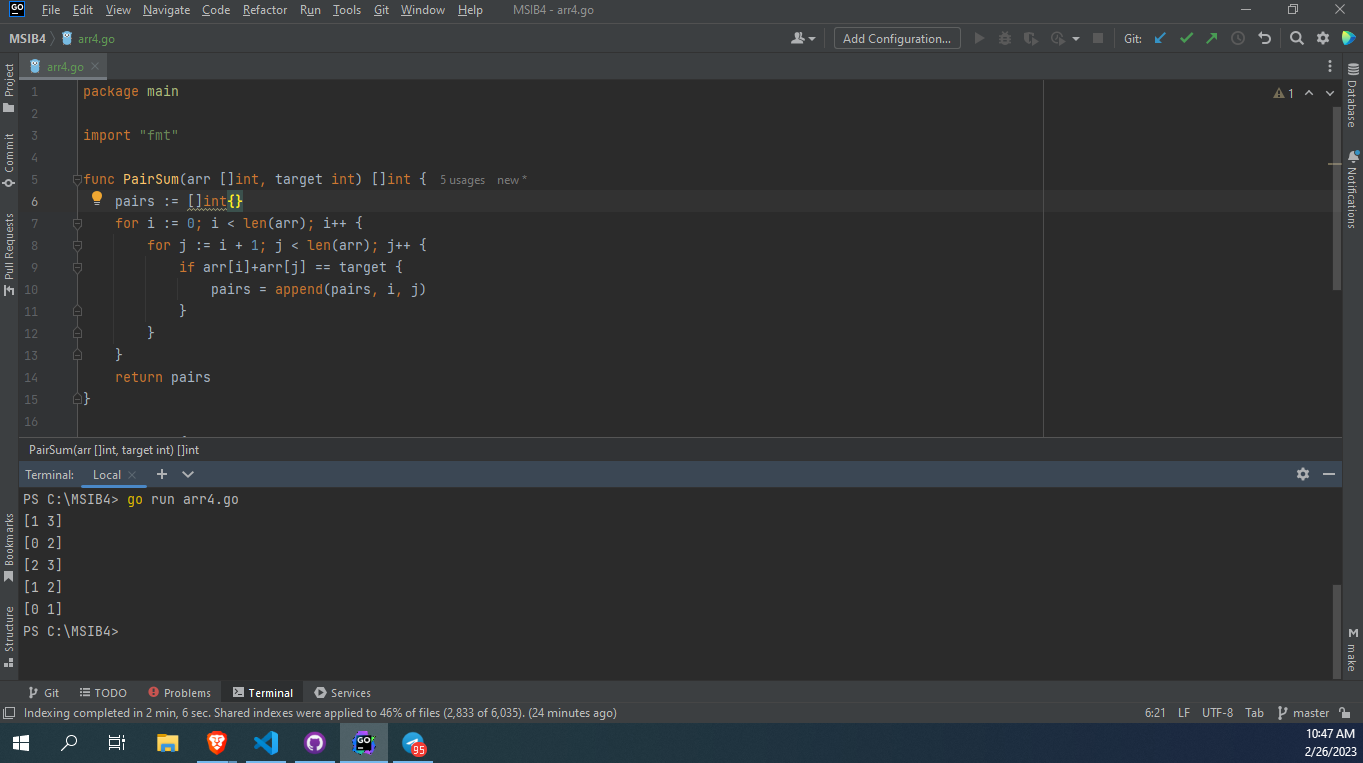 GO File Edit View Navigate Code Refactor Run Tools Git Window Help MSIB4 - arr4.go
MSIB4 arr4.go Add Configuration... Git:
arr4.go
Project
Commit
Pull Requests
Bookmarks
Structure
Database
Notifications
make
1 package main
2
3 import "fmt"
4
5 func PairSum(arr []int, target int) []int { 5 usages new *
6 pairs := []int{}
7 for i := 0; i < len(arr); i++ {
8 for j := i + 1; j < len(arr); j++ {
9 if arr[i]+arr[j] == target {
10 pairs = append(pairs, i, j)
11 }
12 }
13 }
14 return pairs
15 }
16
1
PairSum(arr []int, target int) []int
Terminal: Local
PS C:\MSIB4> go run arr4.go
[1 3]
[0 2]
[2 3]
[1 2]
[0 1]
PS C:\MSIB4>
Git TODO Problems Terminal Services
Indexing completed in 2 min, 6 sec. Shared indexes were applied to 46% of files (2,833 of 6,035). (24 minutes ago) 6:21 LF UTF-8 Tab master
GO 95
10:47 AM
2/26/2023